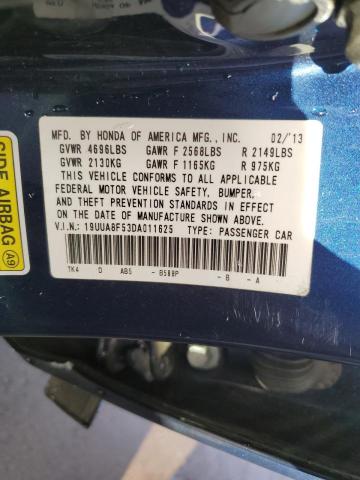 MFD. BY HONDA OF AMERICA MFG., INC. 02/'13
GVWR 4696LBS GAWR F 2568LBS R 2149LBS
GVWR 2130KG GAWR F 1165KG R 975KG
THIS VEHICLE CONFORMS TO ALL APPLICABLE
FEDERAL MOTOR VEHICLE SAFETY, BUMPER,
AND THEFT PREVENTION STANDARDS IN EFFECT
ON THE DATE OF MANUFACTURE SHOWN ABOVE.
V.I.N.: 19UUA8F53DA011625 TYPE: PASSENGER CAR
TK4 D AB5 - B588P - B - A
SIDE AIRBAG
A9